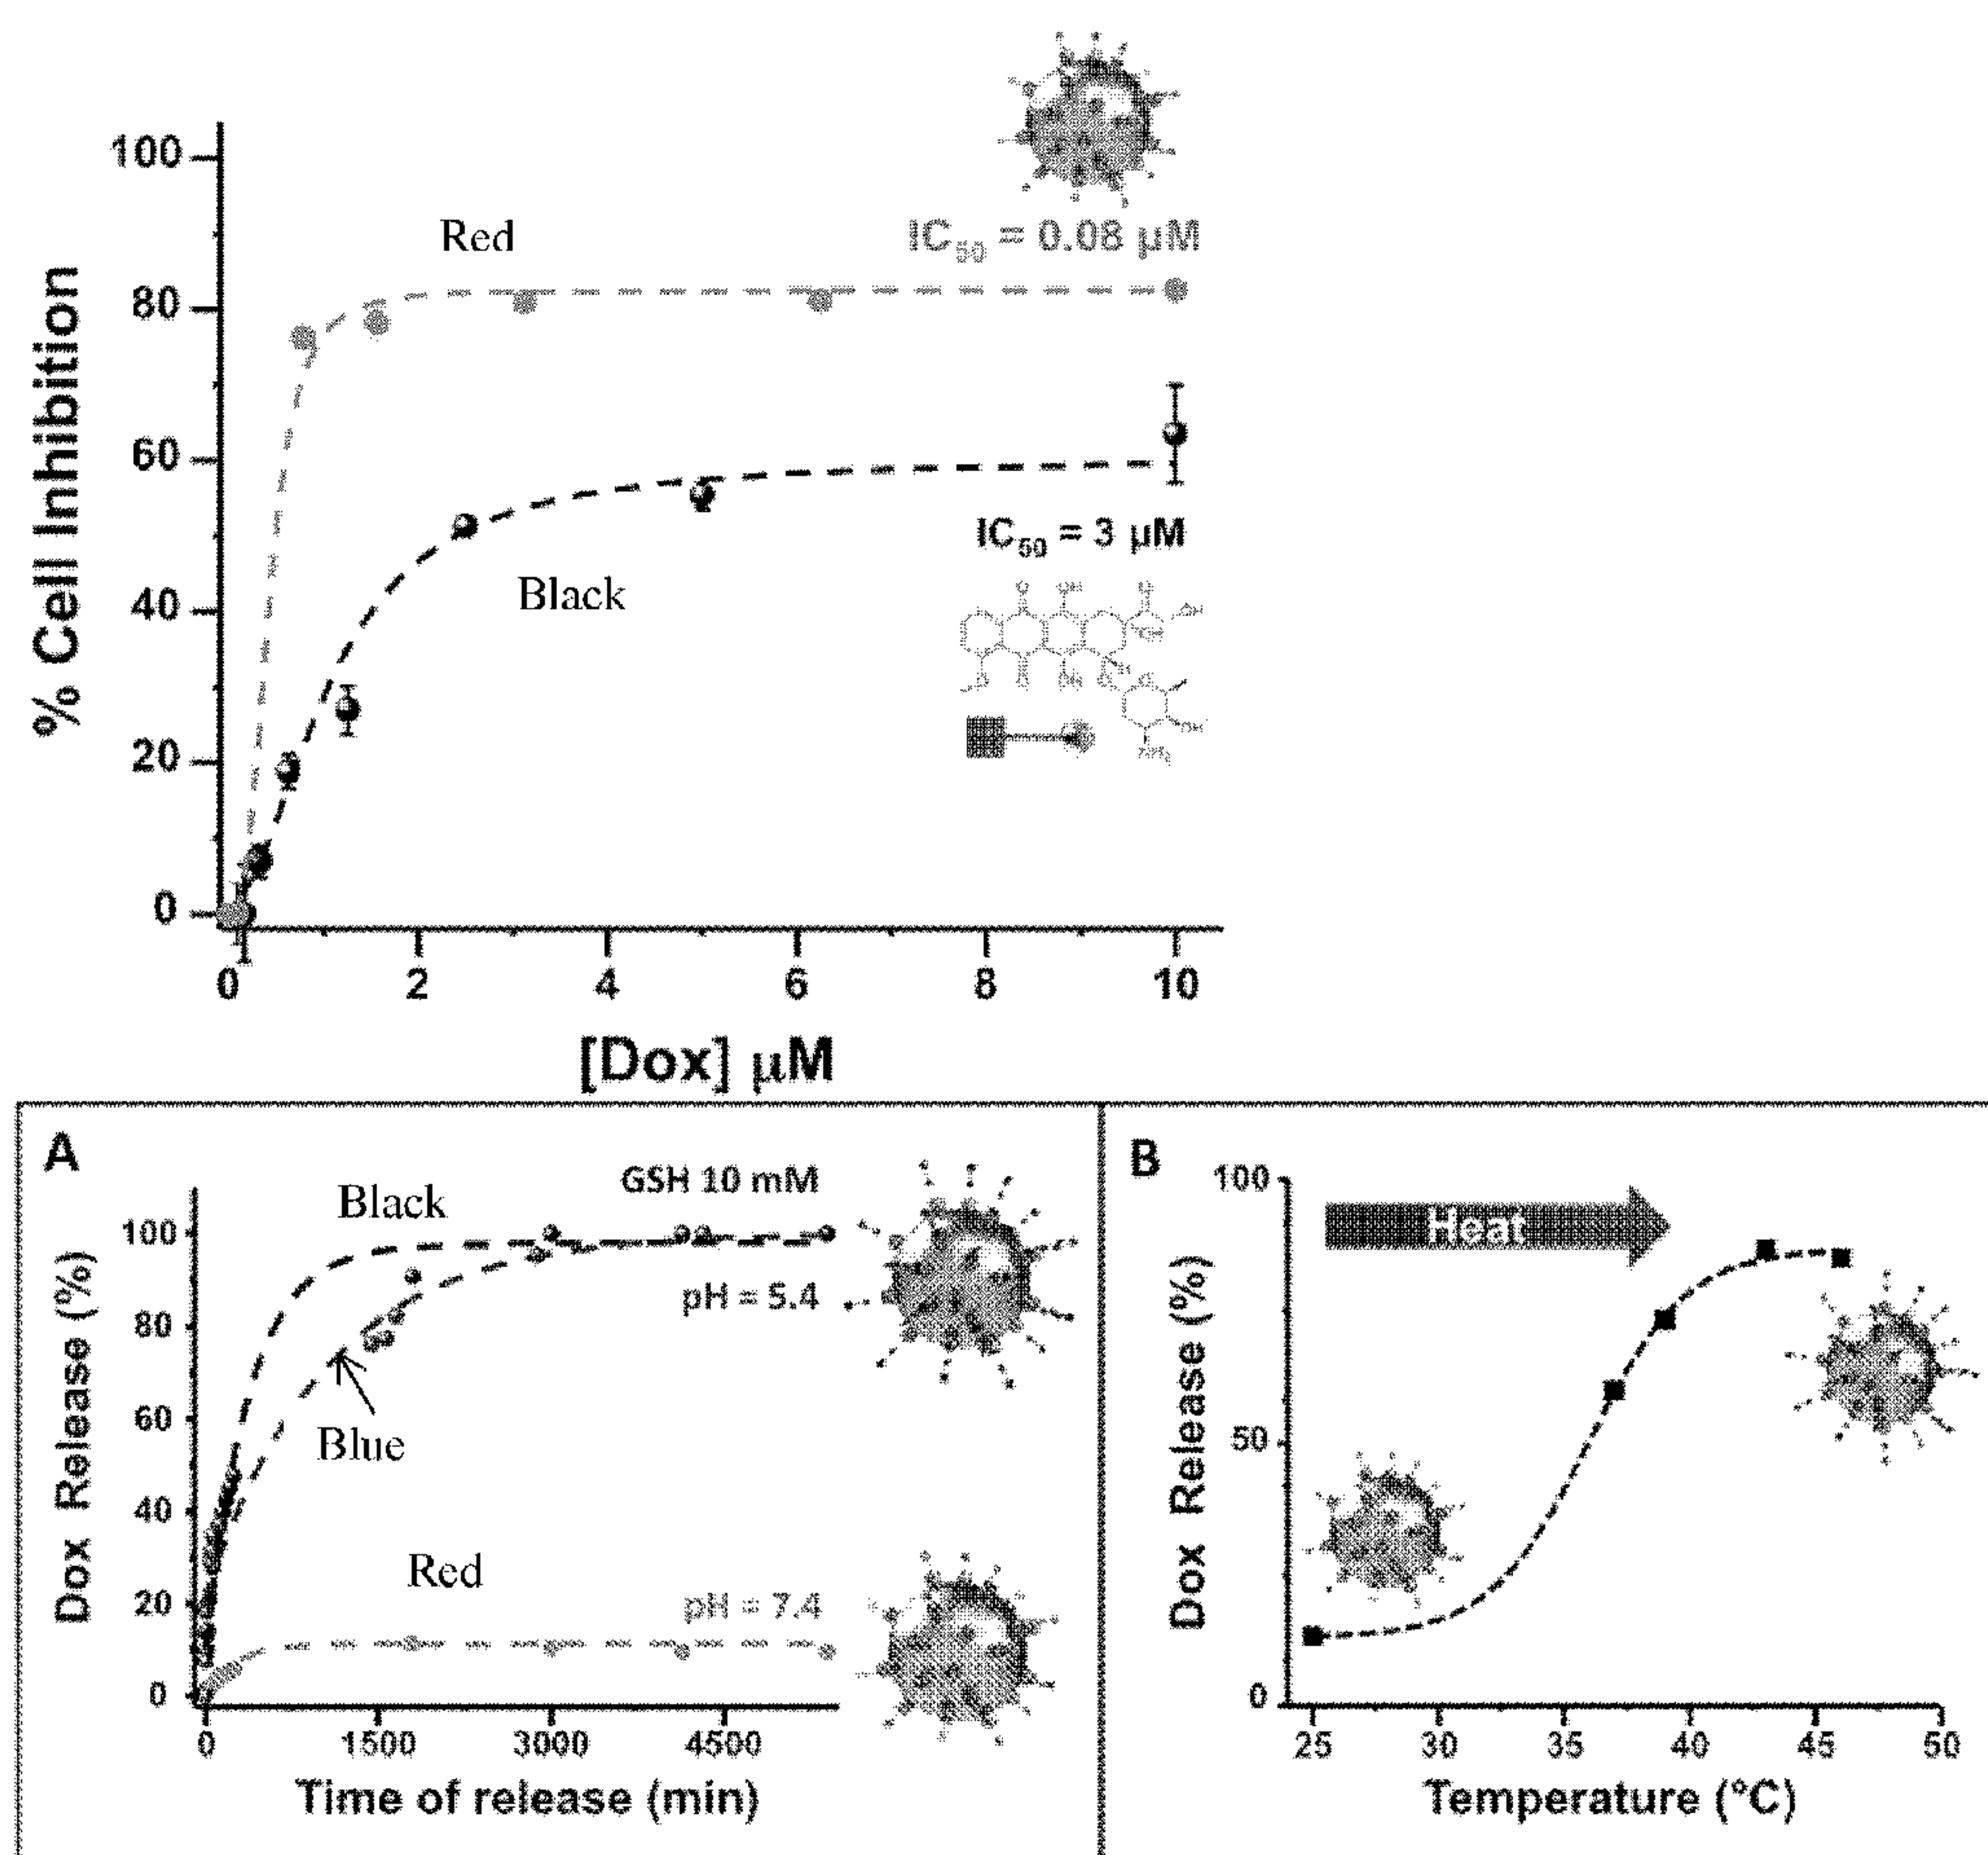 Red
IC50 = 0.08 μM
Black
IC50 = 3 μM
% Cell Inhibition
100
80
60
40
20
0
0 2 4 6 8 10
[Dox] μM
A
Black
GSH 10 mM
pH = 5.4
Blue
Red
pH = 7.4
Dox Release (%)
100
80
60
40
20
0
0 1500 3000 4500
Time of release (min)
B
Heat
Dox Release (%)
100
50
0
25 30 35 40 45 50
Temperature (°C)